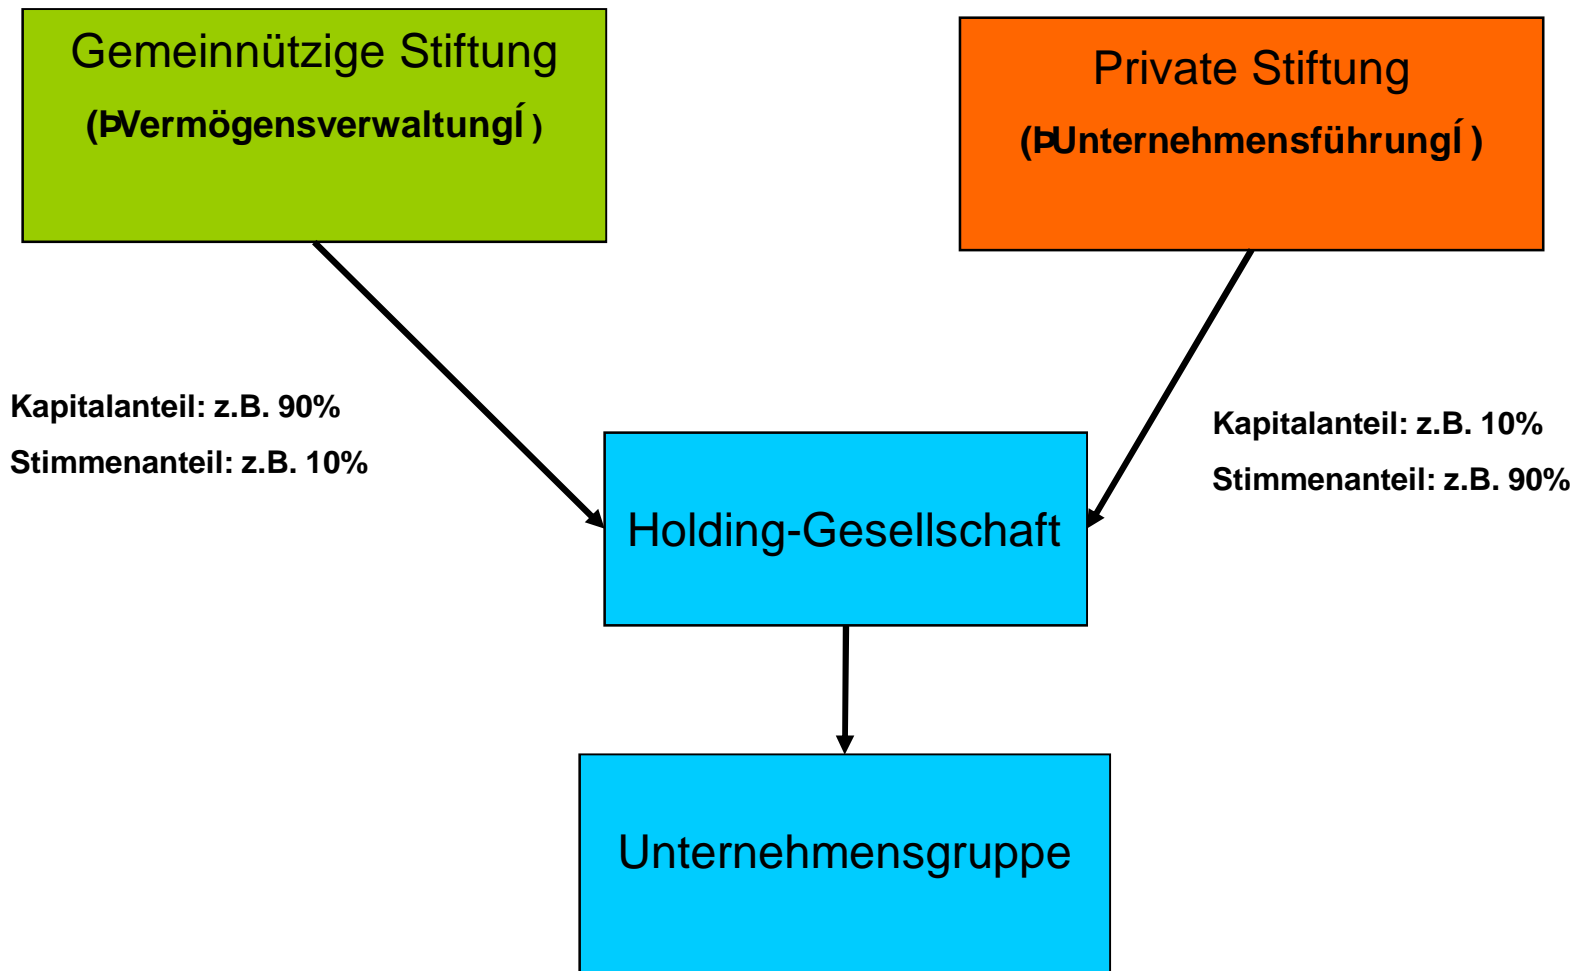 Gemeinnützige Stiftung
(ÞVermögensverwaltungÍ )
Private Stiftung
(ÞUnternehmensführungÍ )
Kapitalanteil: z.B. 90%
Stimmenanteil: z.B. 10%
Kapitalanteil: z.B. 10%
Stimmenanteil: z.B. 90%
Holding-Gesellschaft
Unternehmensgruppe